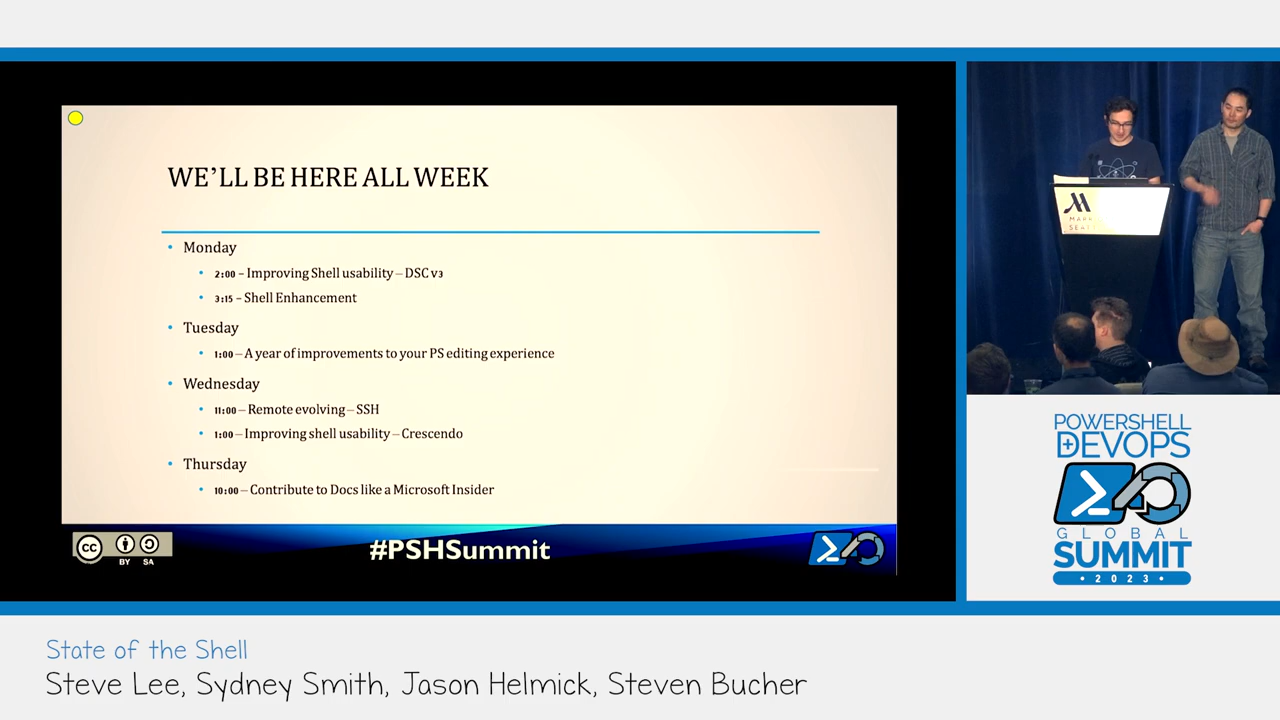 WE’LL BE HERE ALL WEEK
• Monday
• 2:00 – Improving Shell usability – DSC v3
• 3:15 – Shell Enhancement
• Tuesday
• 1:00 – A year of improvements to your PS editing experience
• Wednesday
• 11:00 – Remote evolving – SSH
• 1:00 – Improving shell usability – Crescendo
• Thursday
• 10:00 – Contribute to Docs like a Microsoft Insider
cc
BY SA
#PSHSummit
POWERSHELL
+DEVOPS
GLOBAL
SUMMIT
• 2023 •
State of the Shell
Steve Lee, Sydney Smith, Jason Helmick, Steven Bucher